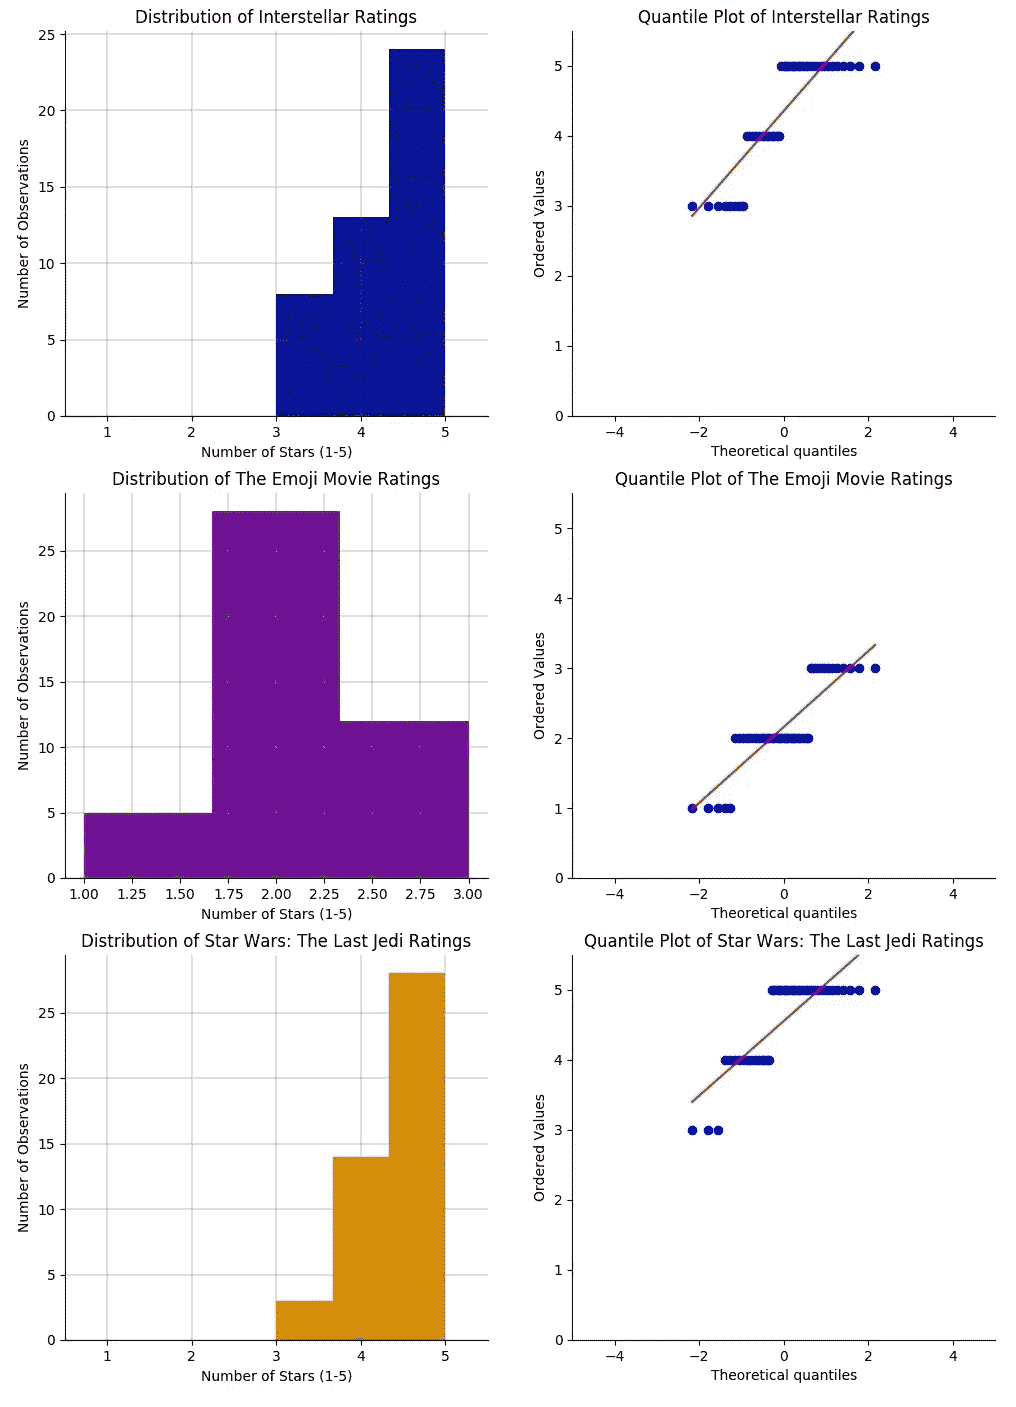 Distribution of Interstellar Ratings
25
20
15
10
5
0
Number of Observations
1 2 3 4 5
Number of Stars (1-5)
Quantile Plot of Interstellar Ratings
5
4
3
2
1
0
Ordered Values
−4 −2 0 2 4
Theoretical quantiles
Distribution of The Emoji Movie Ratings
25
20
15
10
5
0
Number of Observations
1.00 1.25 1.50 1.75 2.00 2.25 2.50 2.75 3.00
Number of Stars (1-5)
Quantile Plot of The Emoji Movie Ratings
5
4
3
2
1
0
Ordered Values
−4 −2 0 2 4
Theoretical quantiles
Distribution of Star Wars: The Last Jedi Ratings
25
20
15
10
5
0
Number of Observations
1 2 3 4 5
Number of Stars (1-5)
Quantile Plot of Star Wars: The Last Jedi Ratings
5
4
3
2
1
0
Ordered Values
−4 −2 0 2 4
Theoretical quantiles